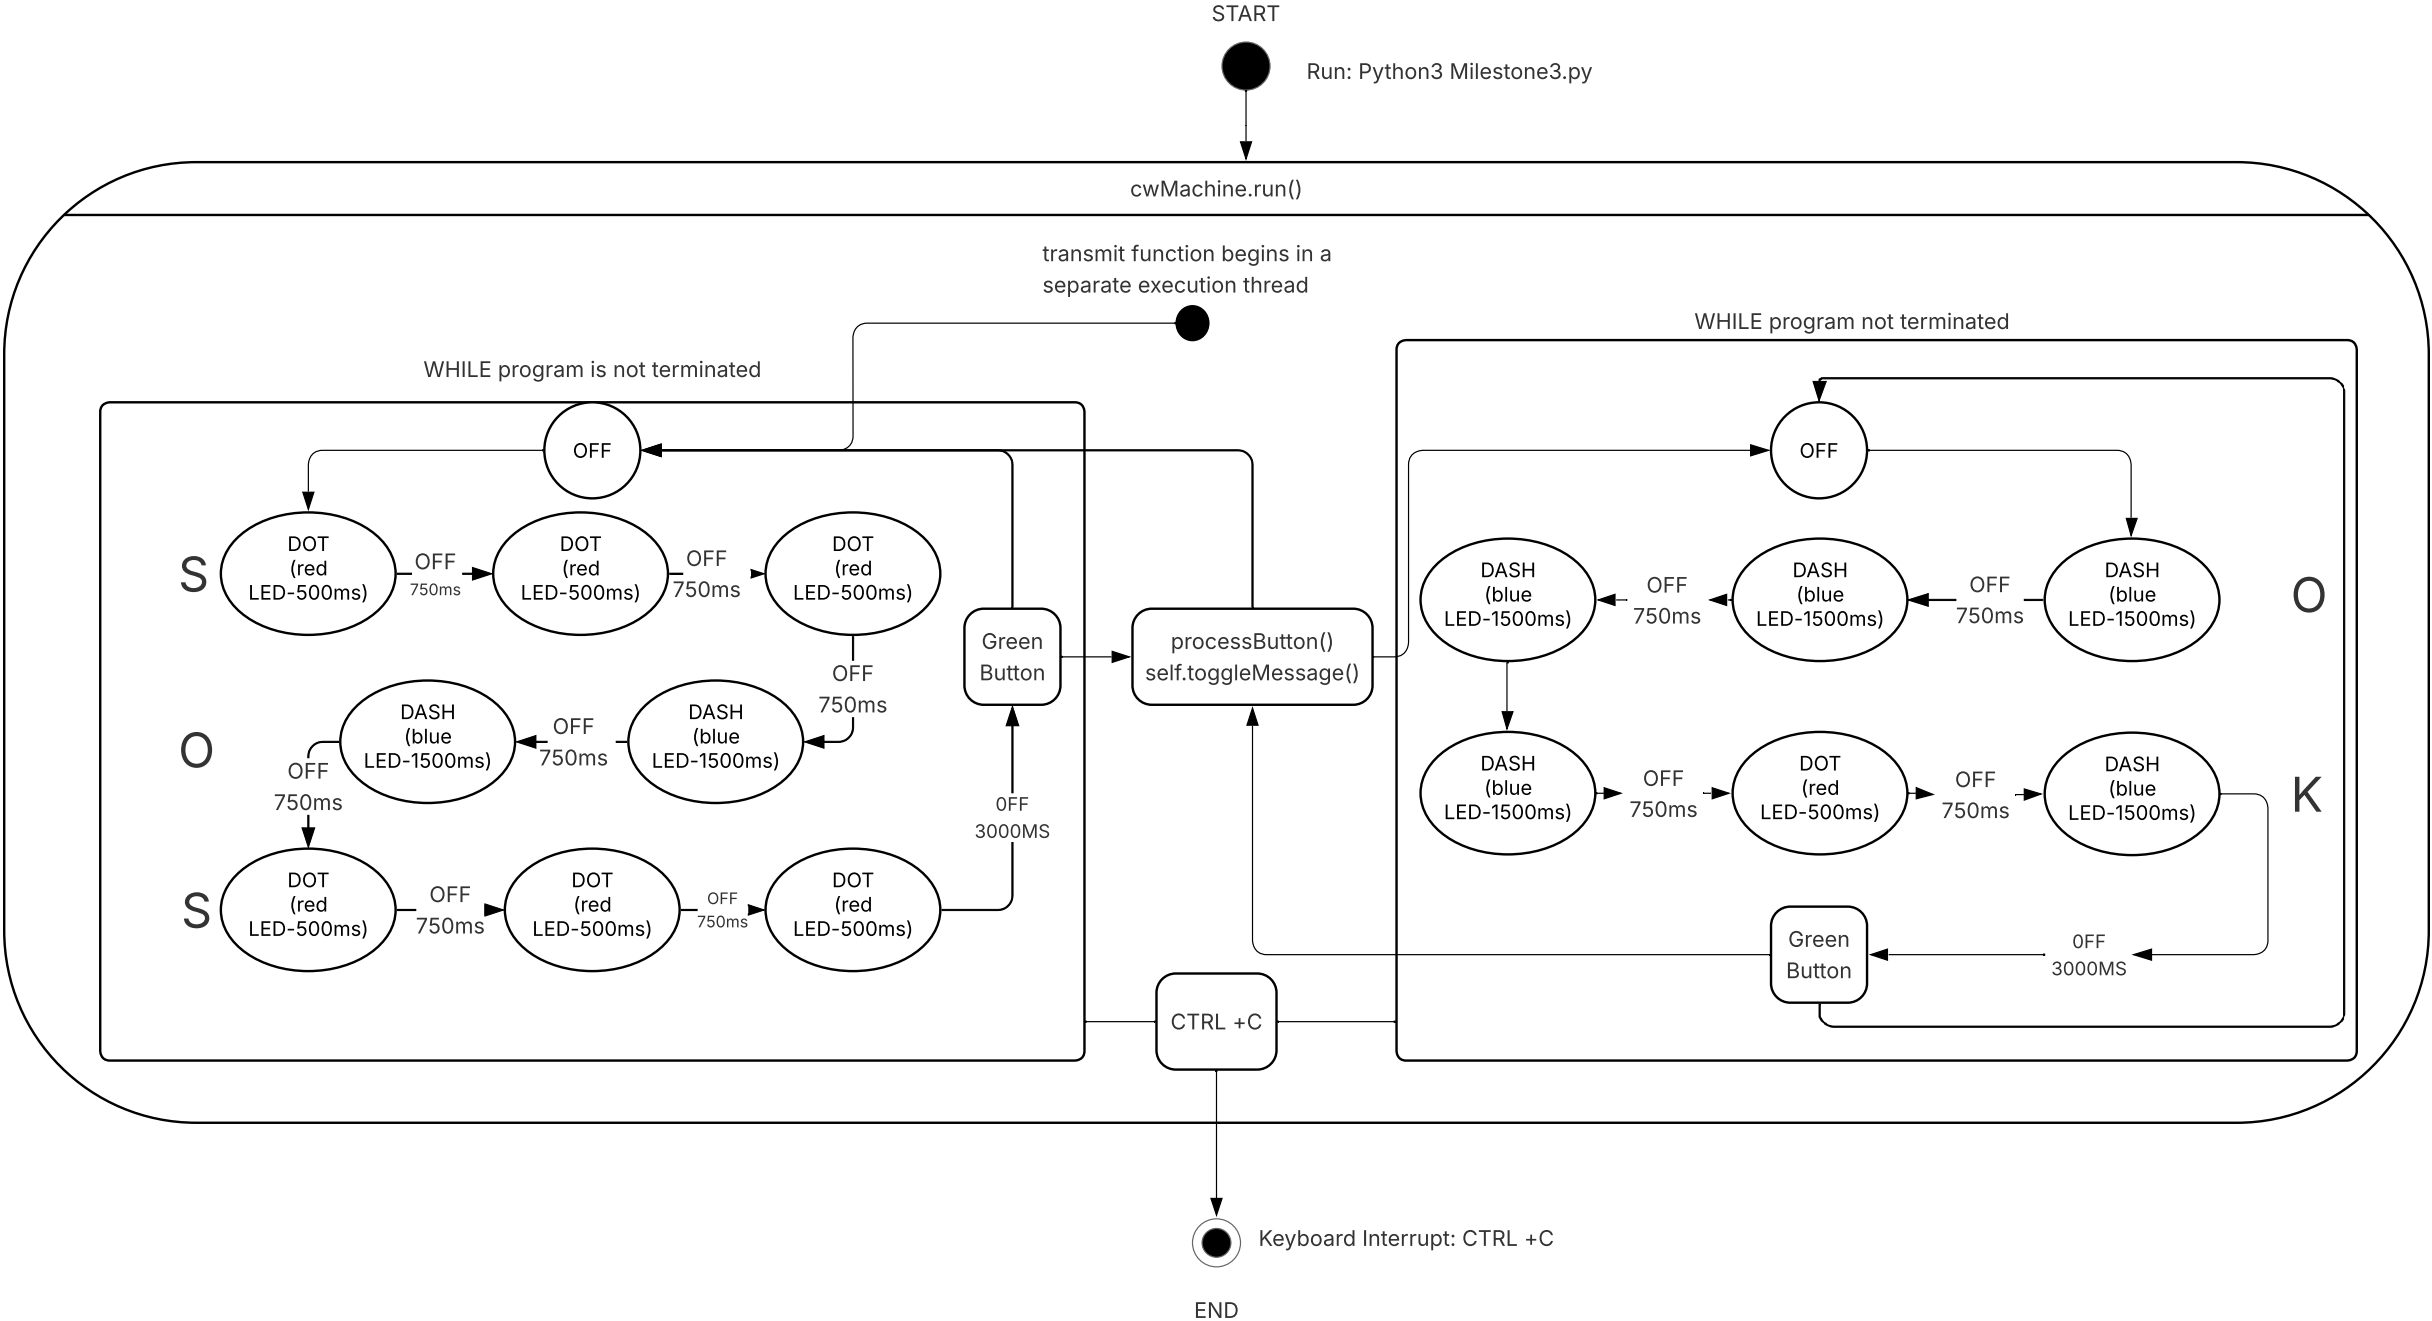 START
Run: Python3 Milestone3.py
cwMachine.run()
transmit function begins in a
separate execution thread
WHILE program is not terminated
OFF
S
DOT
(red
LED-500ms)
OFF
750ms
DOT
(red
LED-500ms)
OFF
750ms
DOT
(red
LED-500ms)
OFF
750ms
O
DASH
(blue
LED-1500ms)
OFF
750ms
DASH
(blue
LED-1500ms)
OFF
750ms
S
DOT
(red
LED-500ms)
OFF
750ms
DOT
(red
LED-500ms)
OFF
750ms
DOT
(red
LED-500ms)
0FF
3000MS
Green
Button
processButton()
self.toggleMessage()
WHILE program not terminated
OFF
DASH
(blue
LED-1500ms)
OFF
750ms
DASH
(blue
LED-1500ms)
OFF
750ms
DASH
(blue
LED-1500ms)
O
DASH
(blue
LED-1500ms)
OFF
750ms
DOT
(red
LED-500ms)
OFF
750ms
DASH
(blue
LED-1500ms)
K
Green
Button
0FF
3000MS
CTRL +C
Keyboard Interrupt: CTRL +C
END